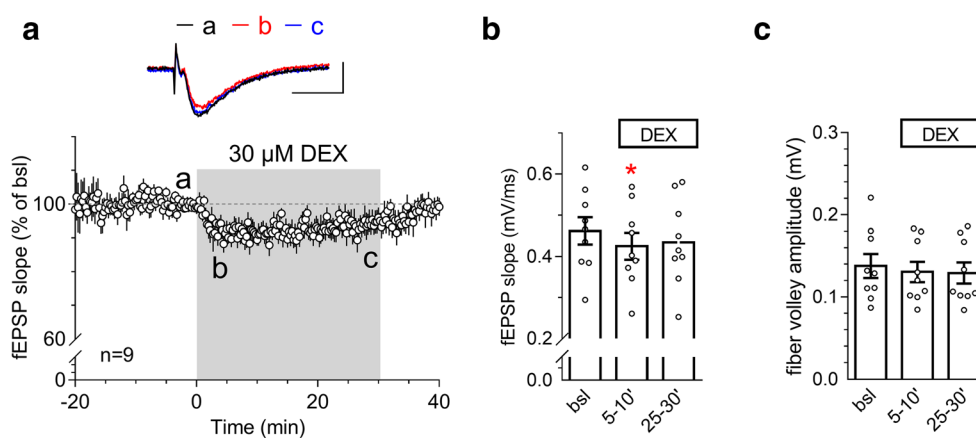 a
b
c
a b c
30 µM DEX
a
b
c
n=9
fEPSP slope (% of bsl)
100
60
0
-20
0
20
40
Time (min)
DEX
*
fEPSP slope (mV/ms)
0.6
0.4
0.2
0.0
bsl
5-10'
25-30'
DEX
fiber volley amplitude (mV)
0.3
0.2
0.1
0.0
bsl
5-10'
25-30'